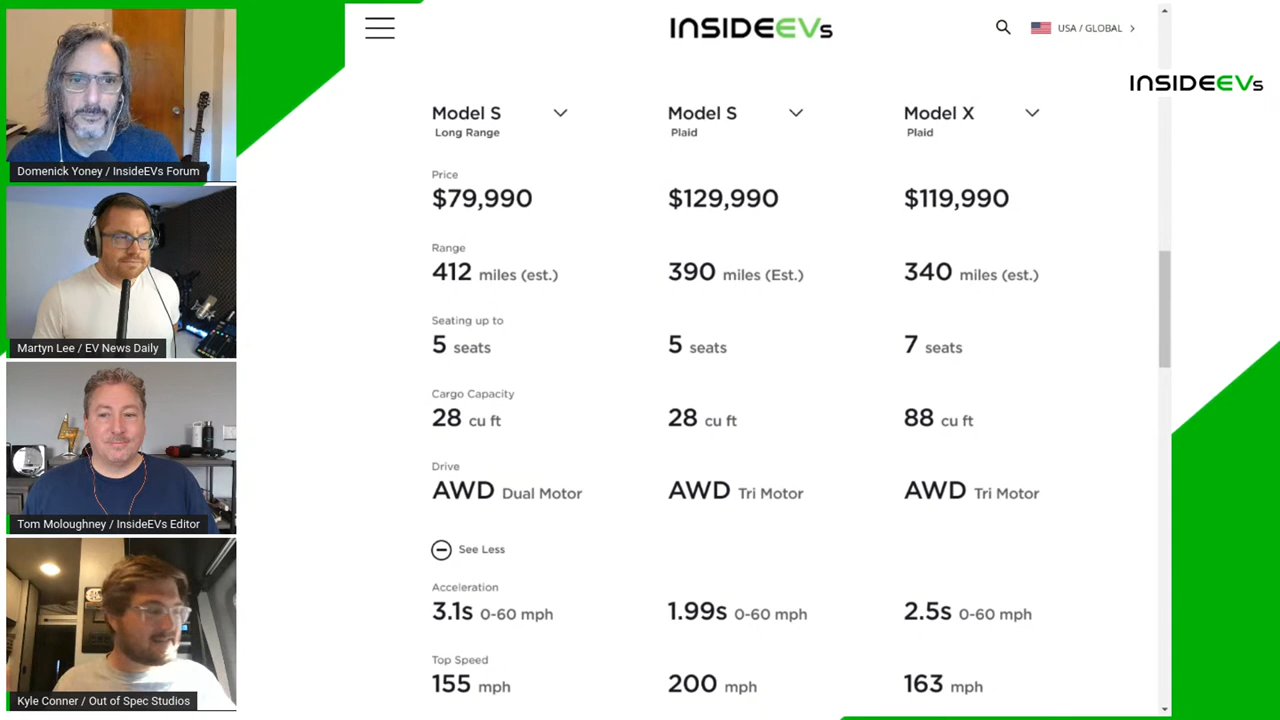 INSIDEEVs
USA / GLOBAL
INSIDEEVs
Model S
Long Range
Model S
Plaid
Model X
Plaid
Price
$79,990
$129,990
$119,990
Range
412 miles (est.)
390 miles (Est.)
340 miles (est.)
Seating up to
5 seats
5 seats
7 seats
Cargo Capacity
28 cu ft
28 cu ft
88 cu ft
Drive
AWD Dual Motor
AWD Tri Motor
AWD Tri Motor
See Less
Acceleration
3.1s 0-60 mph
1.99s 0-60 mph
2.5s 0-60 mph
Top Speed
155 mph
200 mph
163 mph
Domenick Yoney / InsideEVs Forum
Martyn Lee / EV News Daily
Tom Moloughney / InsideEVs Editor
Kyle Conner / Out of Spec Studios